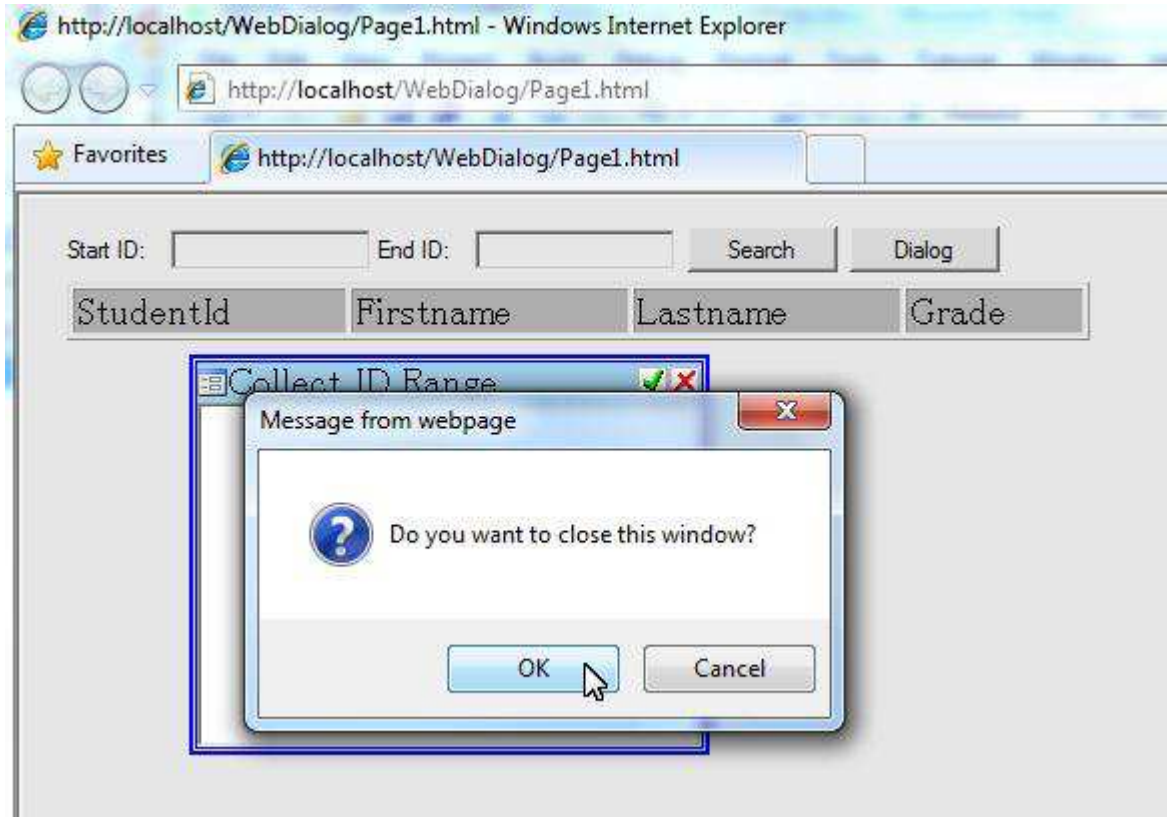 http://localhost/WebDialog/Page1.html - Windows Internet Explorer
http://localhost/WebDialog/Page1.html
Favorites http://localhost/WebDialog/Page1.html
Start ID: End ID: Search Dialog
StudentId Firstname Lastname Grade
Collect ID Range
Message from webpage
Do you want to close this window?
OK Cancel